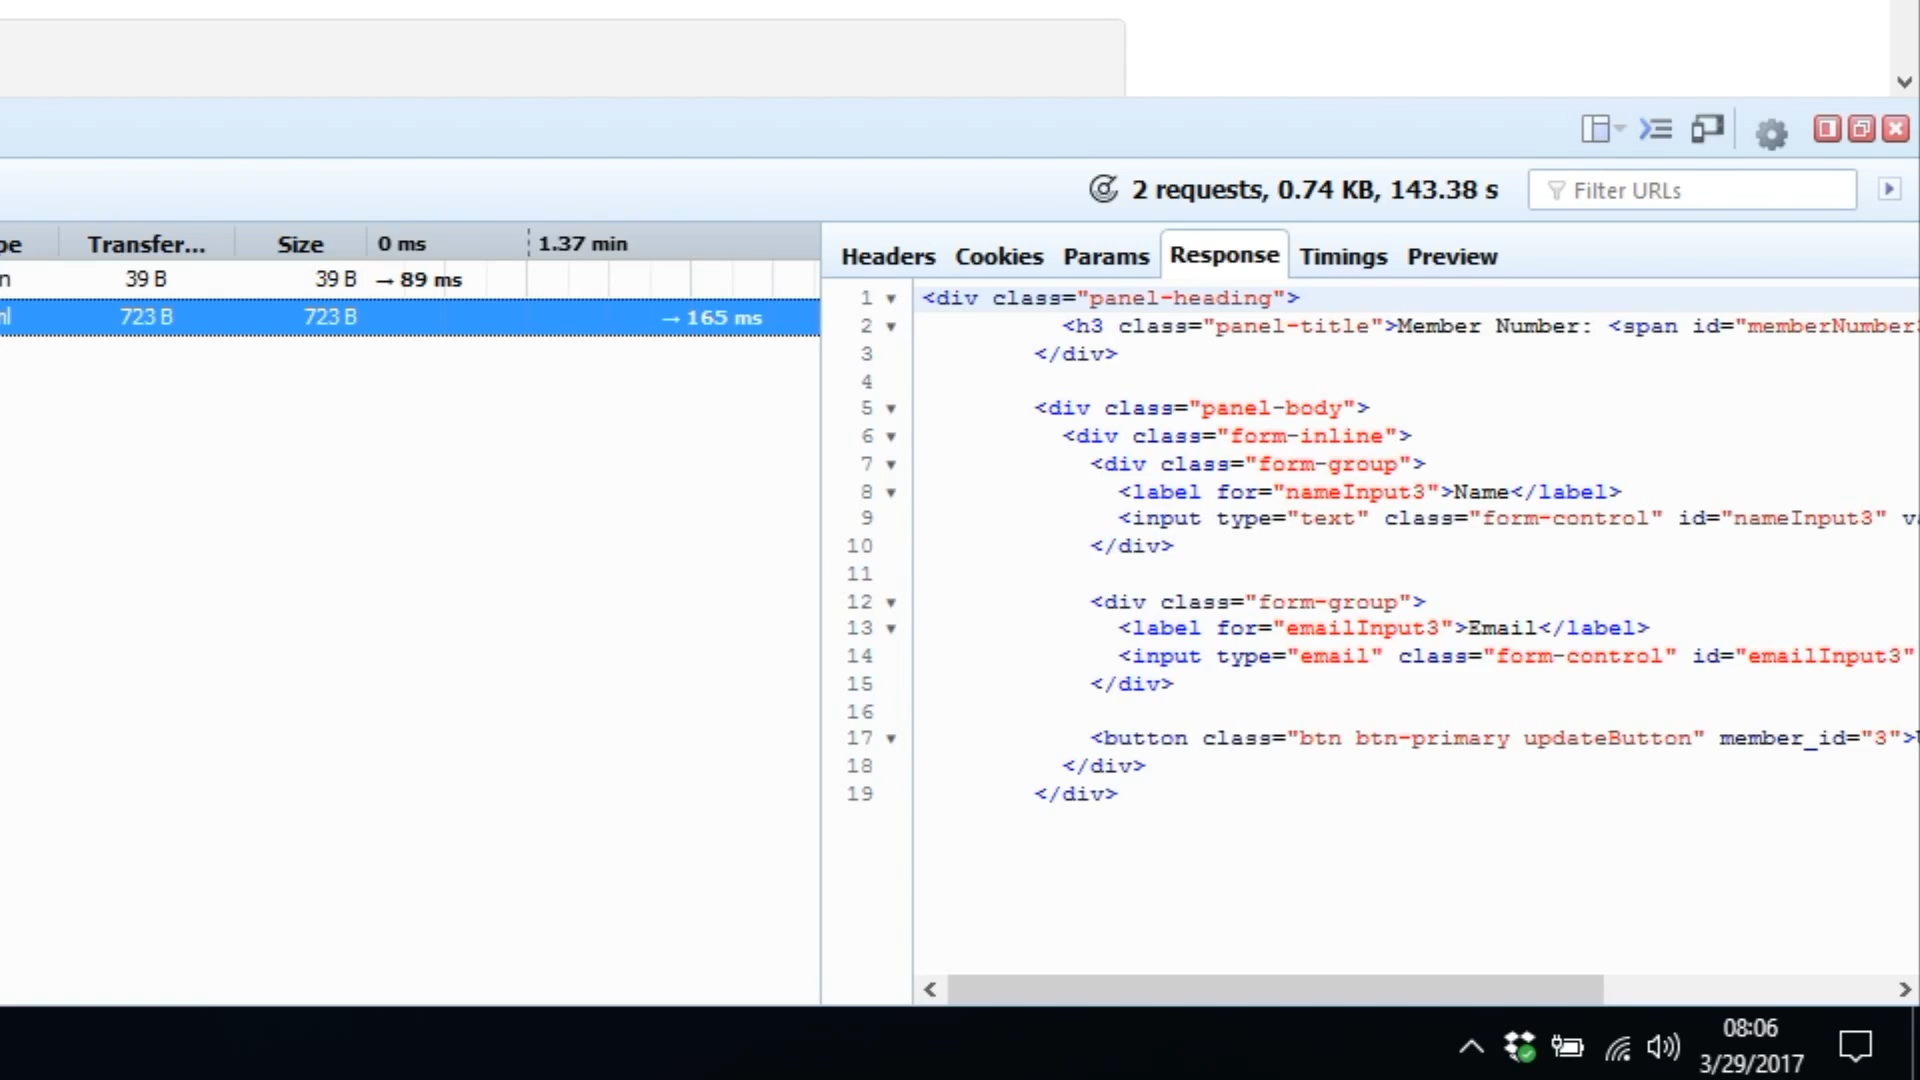 2 requests, 0.74 KB, 143.38 s
Filter URLs
pe Transfer... Size 0 ms 1.37 min
n 39 B 39 B → 89 ms
ml 723 B 723 B → 165 ms
Headers Cookies Params Response Timings Preview
1 <div class="panel-heading">
2 <h3 class="panel-title">Member Number: <span id="memberNumber3
3 </div>
4
5 <div class="panel-body">
6 <div class="form-inline">
7 <div class="form-group">
8 <label for="nameInput3">Name</label>
9 <input type="text" class="form-control" id="nameInput3" va
10 </div>
11
12 <div class="form-group">
13 <label for="emailInput3">Email</label>
14 <input type="email" class="form-control" id="emailInput3"
15 </div>
16
17 <button class="btn btn-primary updateButton" member_id="3">
18 </div>
19 </div>
08:06
3/29/2017